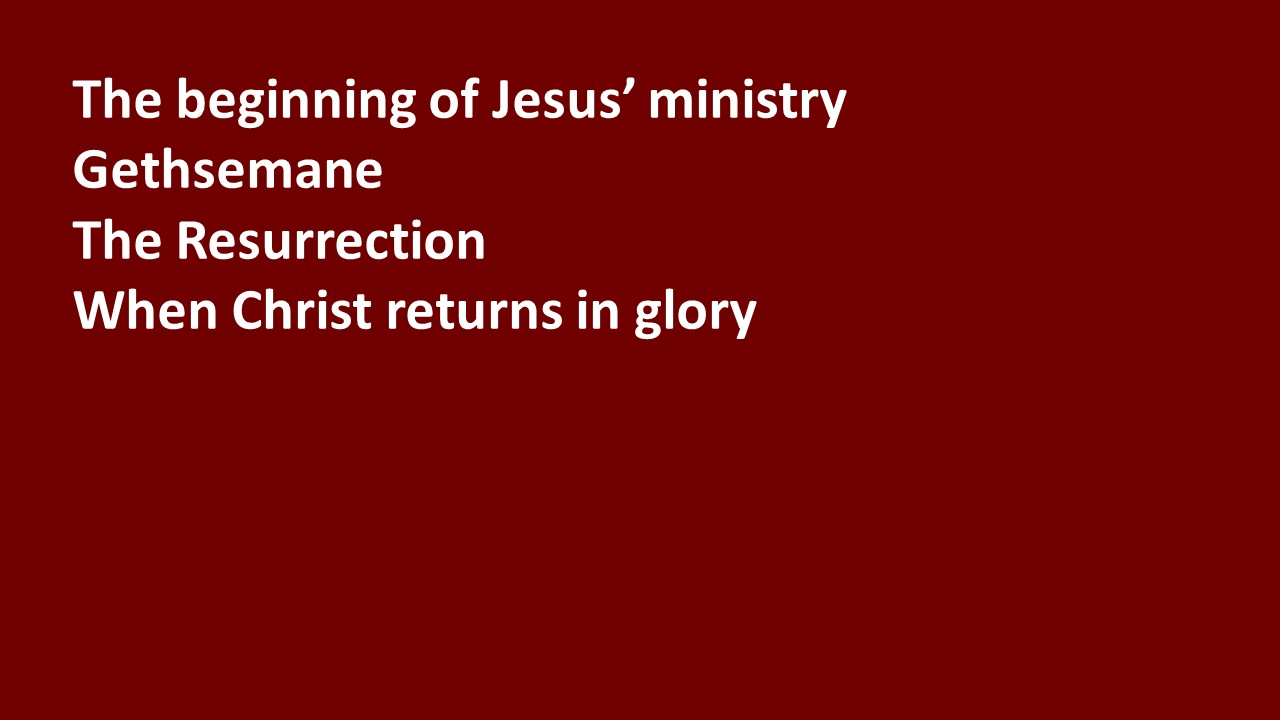 The beginning of Jesus’ ministry
Gethsemane
The Resurrection
When Christ returns in glory